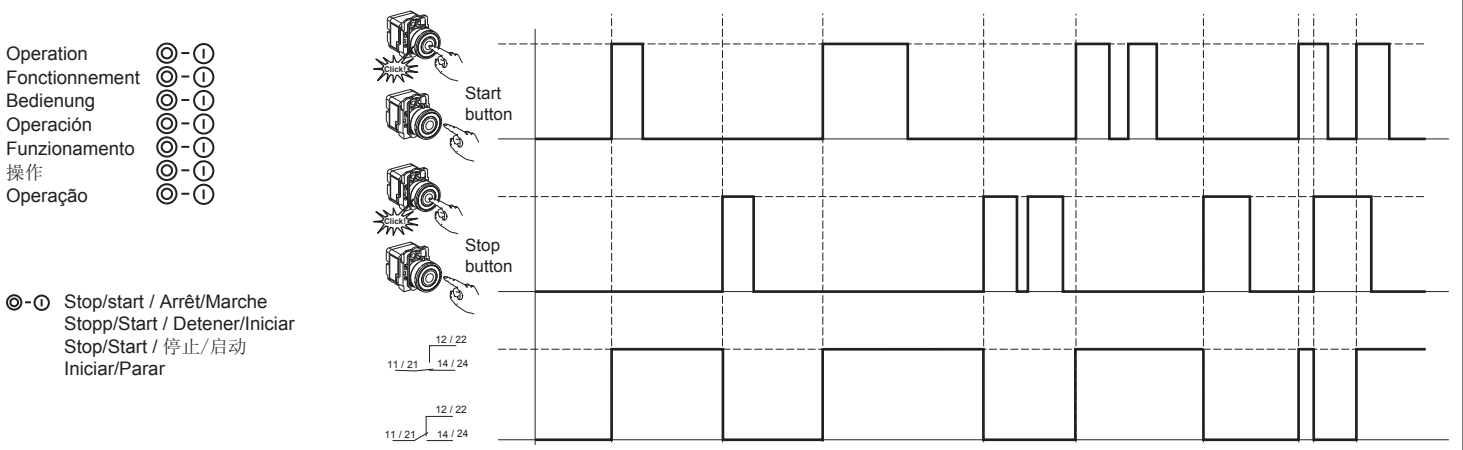 Operation
Fonctionnement
Bedienung
Operación
Funzionamento
操作
Operação
Stop/start / Arrêt/Marche
Stopp/Start / Detener/Iniciar
Stop/Start / 停止/启动
Iniciar/Parar
Click!
Start
button
Click!
Stop
button
12 / 22
11 / 21 14 / 24
12 / 22
11 / 21 14 / 24